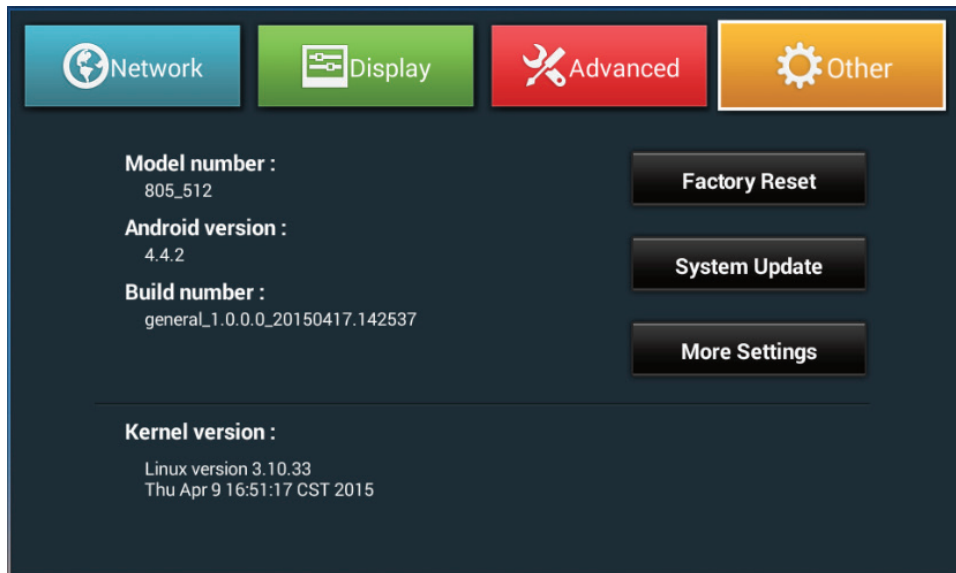 Network
Display
Advanced
Other
Model number :
805_512
Android version :
4.4.2
Build number :
general_1.0.0.0_20150417.142537
Factory Reset
System Update
More Settings
Kernel version :
Linux version 3.10.33
Thu Apr 9 16:51:17 CST 2015